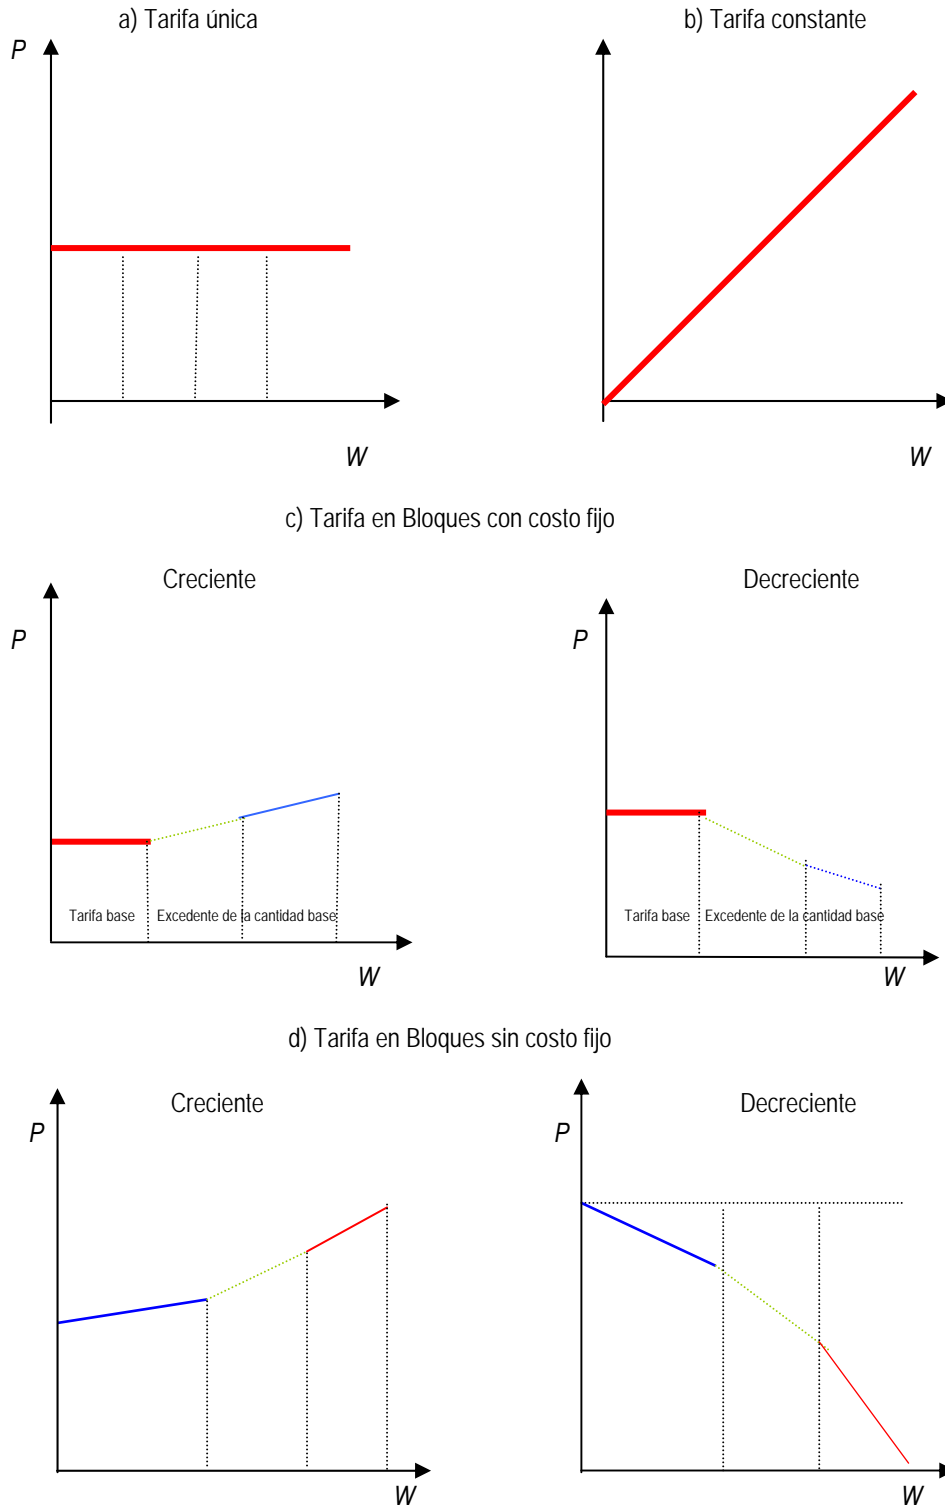 a) Tarifa única
b) Tarifa constante
P
W
W
c) Tarifa en Bloques con costo fijo
Creciente
Decreciente
P
P
Tarifa base
Excedente de la cantidad base
Tarifa base
Excedente de la cantidad base
W
W
d) Tarifa en Bloques sin costo fijo
Creciente
Decreciente
P
P
W
W